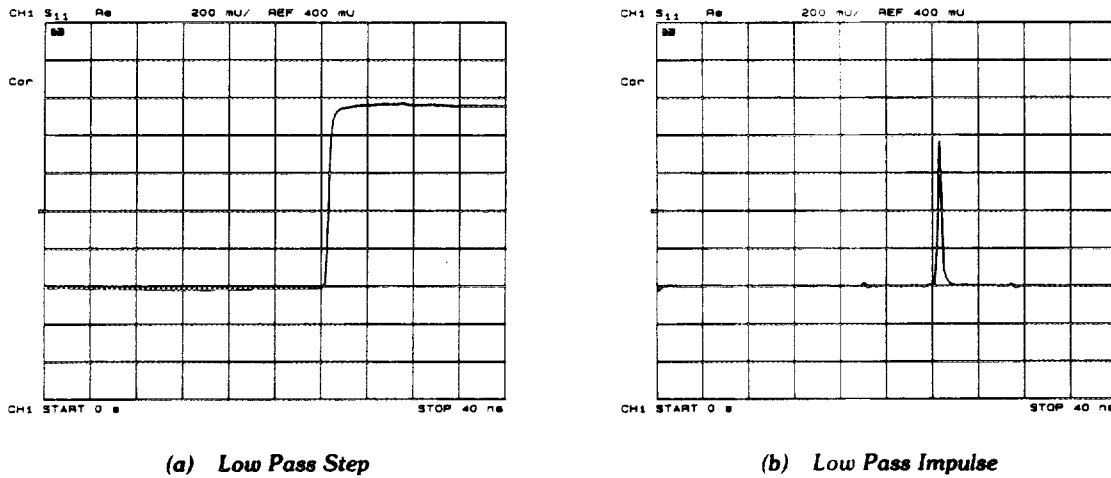 CH1 S11 Re 200 mU/ REF 400 mU
Cor
CH1 START 0 s STOP 40 ns
(a) Low Pass Step
CH1 S11 Re 200 mU/ REF 400 mU
Cor
CH1 START 0 s STOP 40 ns
(b) Low Pass Impulse